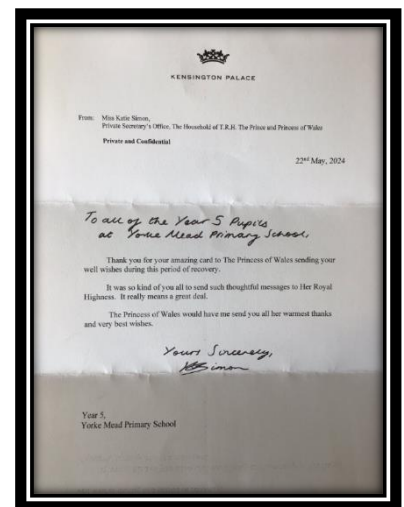 KENSINGTON PALACE
From: Miss Katie Simon,
Private Secretary's Office, The Household of T.R.H. The Prince and Princess of Wales
Private and Confidential
22nd May, 2024
To all of the Year 5 Pupils
at Yorke Mead Primary School,
Thank you for your amazing card to The Princess of Wales sending your
well wishes during this period of recovery.
It was so kind of you all to send such thoughtful messages to Her Royal
Highness. It really means a great deal.
The Princess of Wales would have me send you all her warmest thanks
and very best wishes.
Yours Sincerely,
KSimon
Year 5,
Yorke Mead Primary School